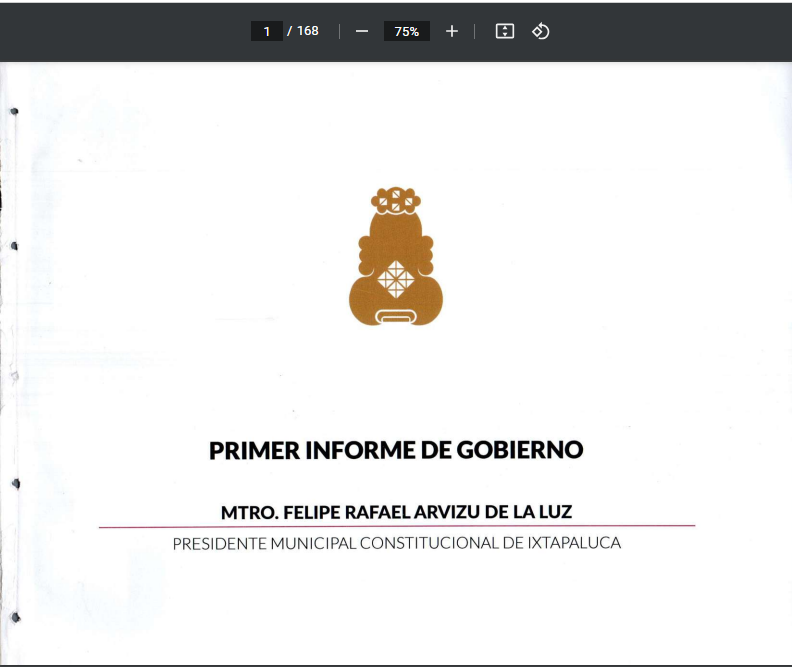 1 / 168 75%
PRIMER INFORME DE GOBIERNO
MTRO. FELIPE RAFAEL ARVIZU DE LA LUZ
PRESIDENTE MUNICIPAL CONSTITUCIONAL DE IXTAPALUCA